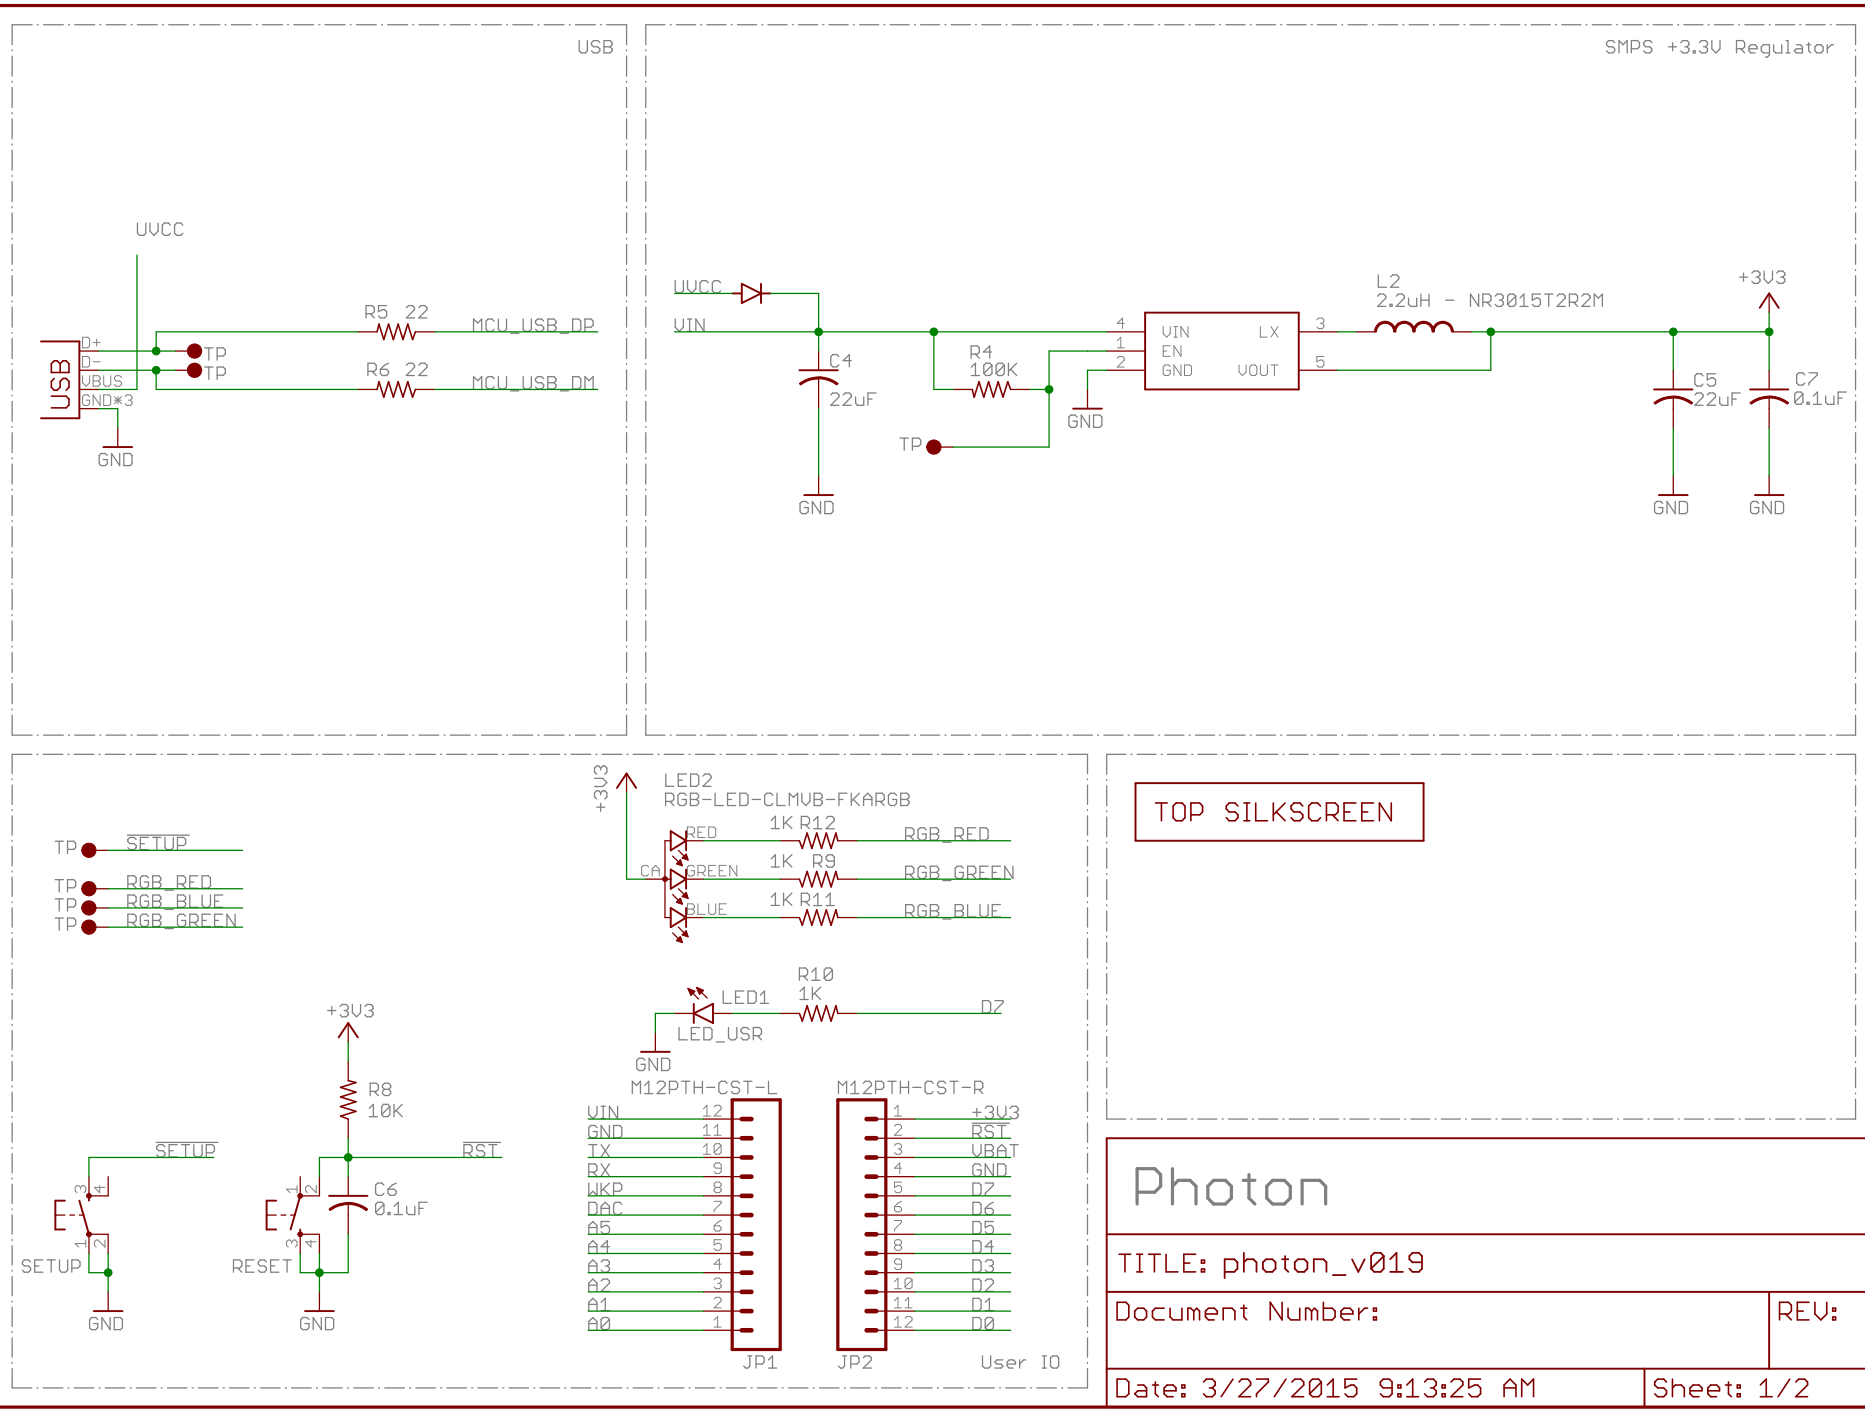 USB
UVCC
R5 22
MCU_USB_DP
D+
TP
D-
TP
R6 22
MCU_USB_DM
VBUS
GND*3
USB
GND
SMPS +3.3V Regulator
UVCC
VIN
C4
22uF
GND
R4
100K
TP
4
1
2
VIN
EN
GND
LX
VOUT
3
5
GND
L2
2.2uH - NR3015T2R2M
+3V3
C5
22uF
C7
0.1uF
GND
GND
TP SETUP
TP RGB_RED
TP RGB_BLUE
TP RGB_GREEN
+3V3
LED2
RGB-LED-CLMVB-FKARGB
RED
1K R12
RGB_RED
CA
GREEN
1K R9
RGB_GREEN
BLUE
1K R11
RGB_BLUE
R10
1K
LED1
LED_USR
D7
GND
+3V3
R8
10K
SETUP
3
4
1
2
SETUP
GND
RST
1
2
3
4
C6
0.1uF
RESET
GND
M12PTH-CST-L
VIN 12
GND 11
TX 10
RX 9
WKP 8
DAC 7
A5 6
A4 5
A3 4
A2 3
A1 2
A0 1
JP1
M12PTH-CST-R
1 +3V3
2 RST
3 VBAT
4 GND
5 D7
6 D6
7 D5
8 D4
9 D3
10 D2
11 D1
12 D0
JP2
User IO
TOP SILKSCREEN
Photon
TITLE: photon_v019
Document Number:
REV:
Date: 3/27/2015 9:13:25 AM
Sheet: 1/2